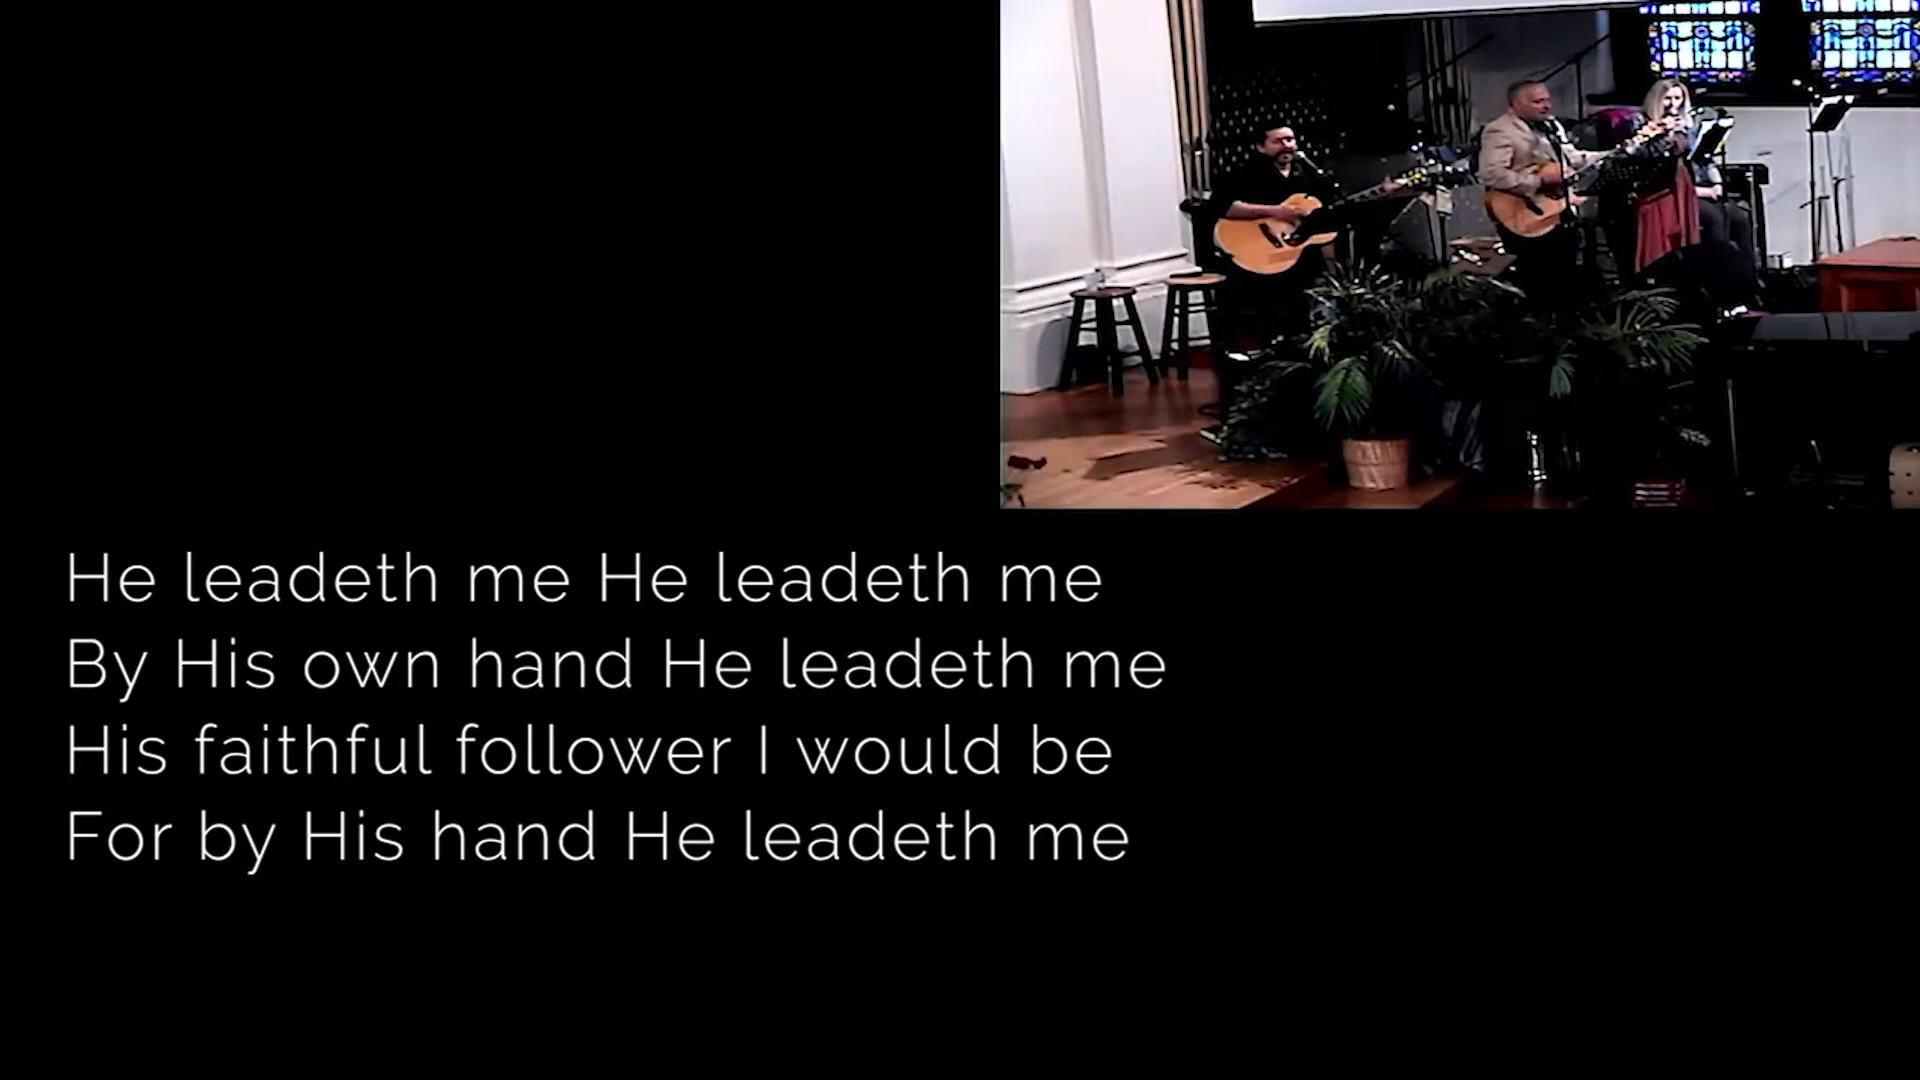 He leadeth me He leadeth me
By His own hand He leadeth me
His faithful follower I would be
For by His hand He leadeth me